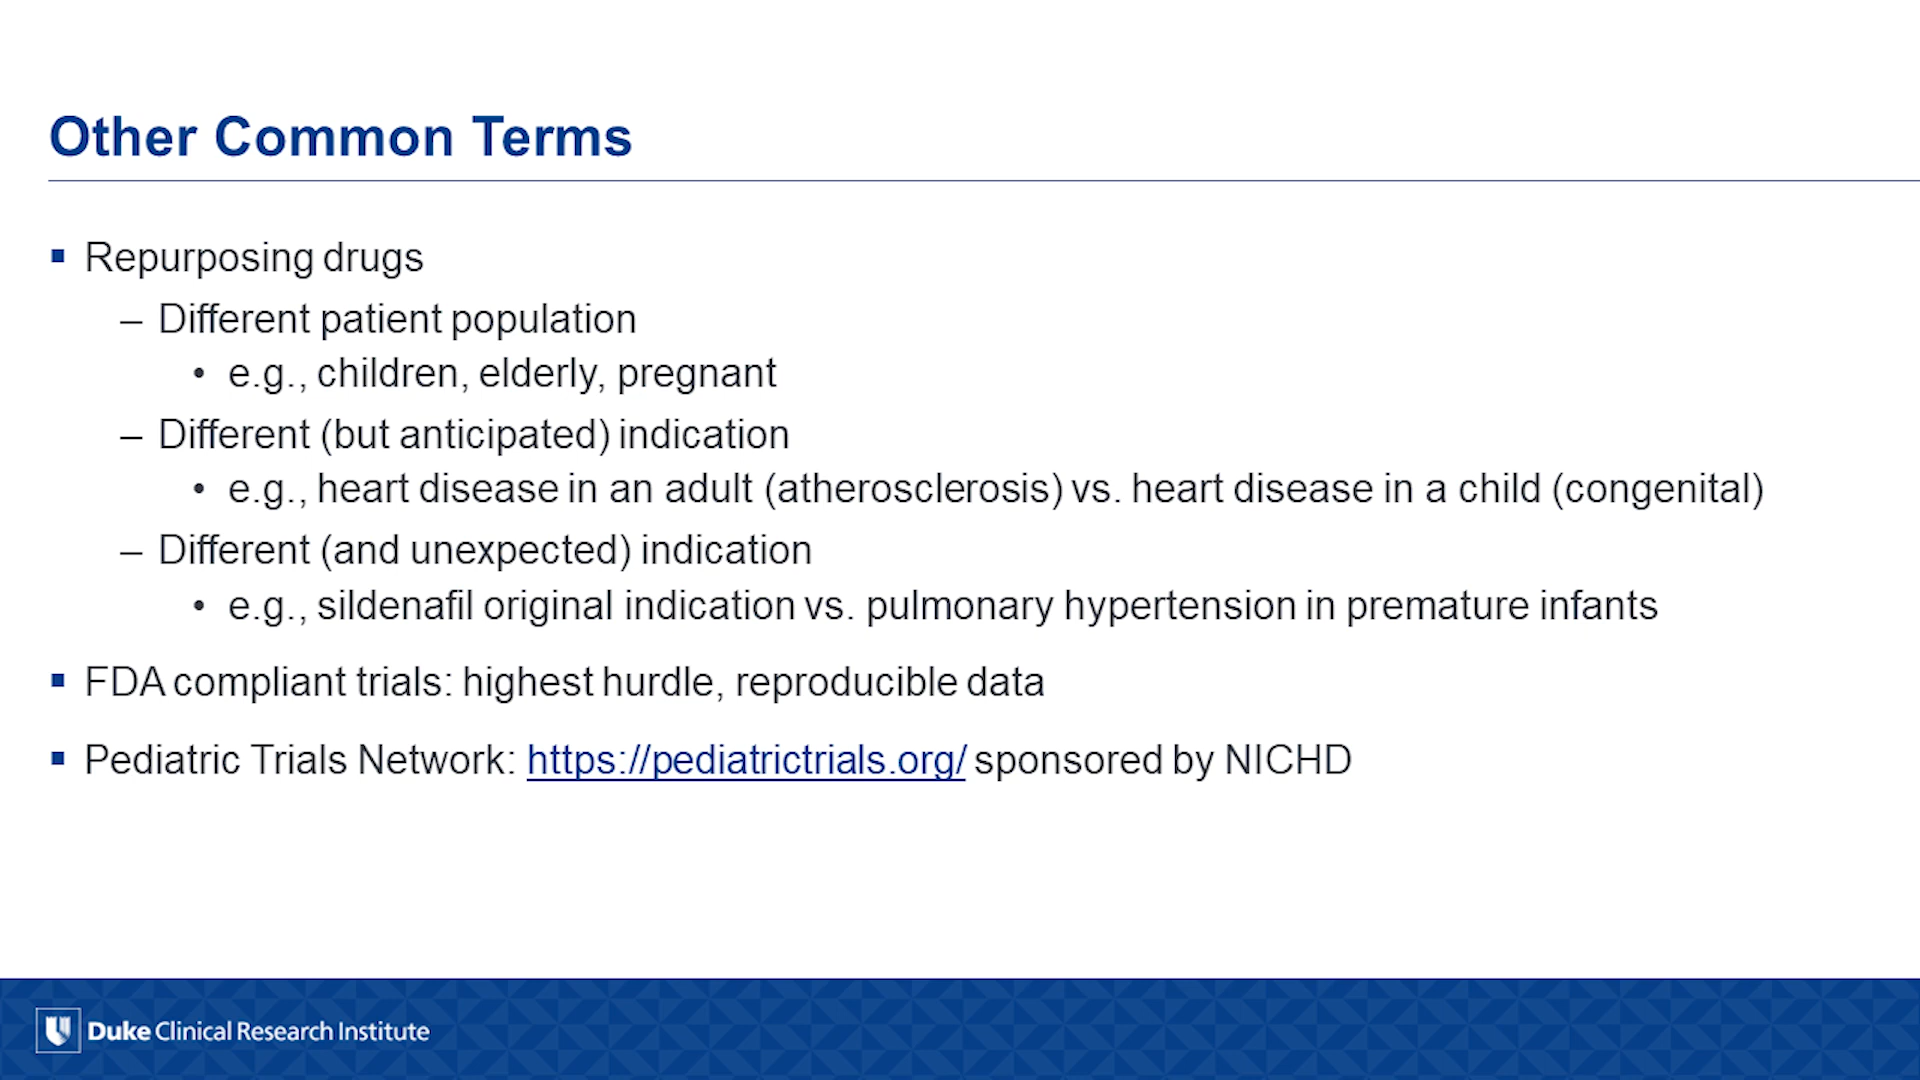 Other Common Terms
▪ Repurposing drugs
– Different patient population
• e.g., children, elderly, pregnant
– Different (but anticipated) indication
• e.g., heart disease in an adult (atherosclerosis) vs. heart disease in a child (congenital)
– Different (and unexpected) indication
• e.g., sildenafil original indication vs. pulmonary hypertension in premature infants
▪ FDA compliant trials: highest hurdle, reproducible data
▪ Pediatric Trials Network: https://pediatrictrials.org/ sponsored by NICHD
Duke Clinical Research Institute